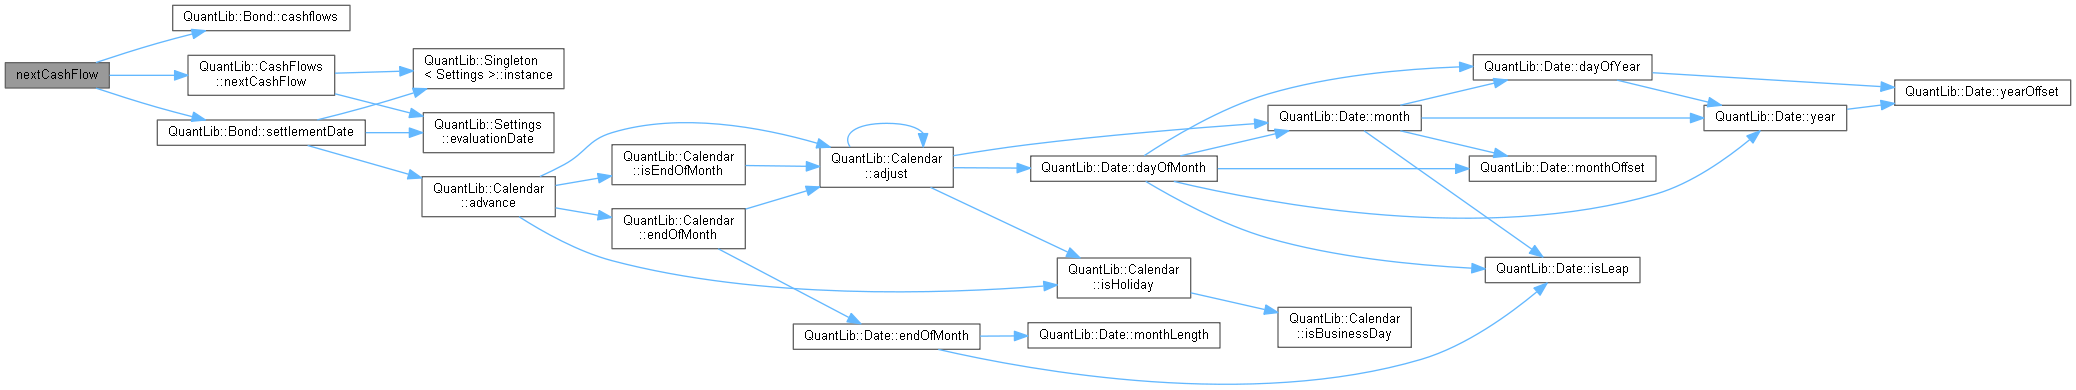 nextCashFlow
QuantLib::Bond::cashflows
QuantLib::CashFlows
::nextCashFlow
QuantLib::Bond::settlementDate
QuantLib::Singleton
< Settings >::instance
QuantLib::Settings
::evaluationDate
QuantLib::Calendar
::advance
QuantLib::Calendar
::isEndOfMonth
QuantLib::Calendar
::endOfMonth
QuantLib::Calendar
::adjust
QuantLib::Date::endOfMonth
QuantLib::Date::dayOfMonth
QuantLib::Calendar
::isHoliday
QuantLib::Date::monthLength
QuantLib::Date::month
QuantLib::Calendar
::isBusinessDay
QuantLib::Date::dayOfYear
QuantLib::Date::monthOffset
QuantLib::Date::isLeap
QuantLib::Date::year
QuantLib::Date::yearOffset